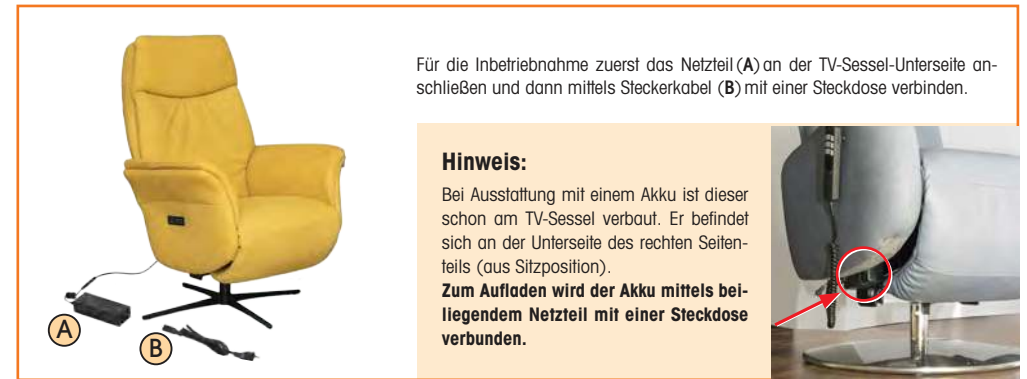 Für die Inbetriebnahme zuerst das Netzteil (A) an der TV-Sessel-Unterseite an-
schließen und dann mittels Steckerkabel (B) mit einer Steckdose verbinden.
Hinweis:
Bei Ausstattung mit einem Akku ist dieser
schon am TV-Sessel verbaut. Er befindet
sich an der Unterseite des rechten Seiten-
teils (aus Sitzposition).
Zum Aufladen wird der Akku mittels bei-
liegendem Netzteil mit einer Steckdose
verbunden.
A
B